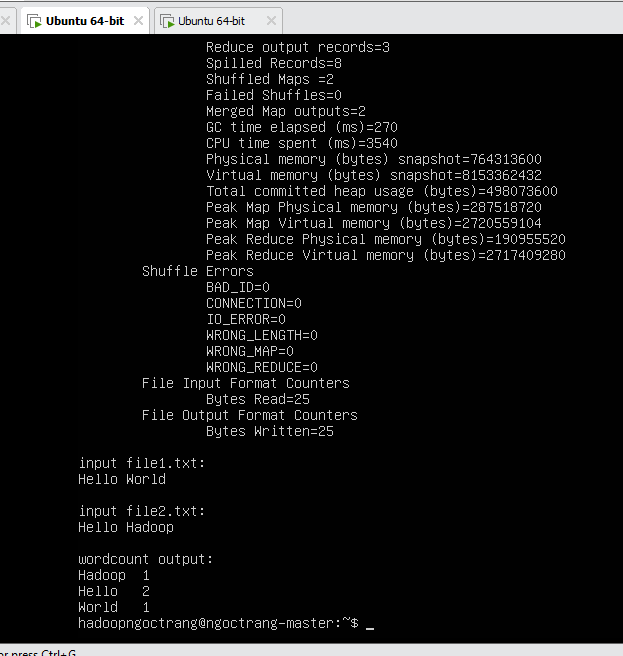 Ubuntu 64-bit
Ubuntu 64-bit
Reduce output records=3
Spilled Records=8
Shuffled Maps =2
Failed Shuffles=0
Merged Map outputs=2
GC time elapsed (ms)=270
CPU time spent (ms)=3540
Physical memory (bytes) snapshot=764313600
Virtual memory (bytes) snapshot=8153362432
Total committed heap usage (bytes)=498073600
Peak Map Physical memory (bytes)=287518720
Peak Map Virtual memory (bytes)=2720559104
Peak Reduce Physical memory (bytes)=190955520
Peak Reduce Virtual memory (bytes)=2717409280
Shuffle Errors
BAD_ID=0
CONNECTION=0
IO_ERROR=0
WRONG_LENGTH=0
WRONG_MAP=0
WRONG_REDUCE=0
File Input Format Counters
Bytes Read=25
File Output Format Counters
Bytes Written=25
input file1.txt:
Hello World
input file2.txt:
Hello Hadoop
wordcount output:
Hadoop 1
Hello 2
World 1
hadoopngoctrang@ngoctrang-master:~$ _
or press Ctrl+G